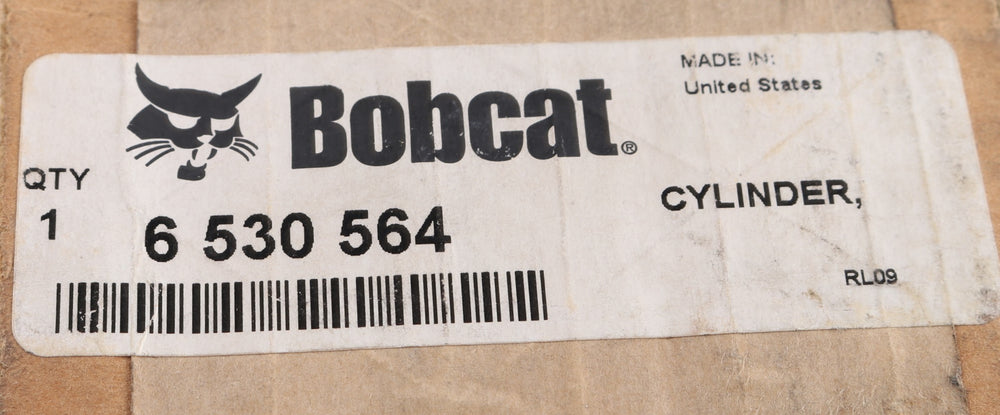 Bobcat®
MADE IN:
United States
QTY
1
6 530 564
CYLINDER,
RL09